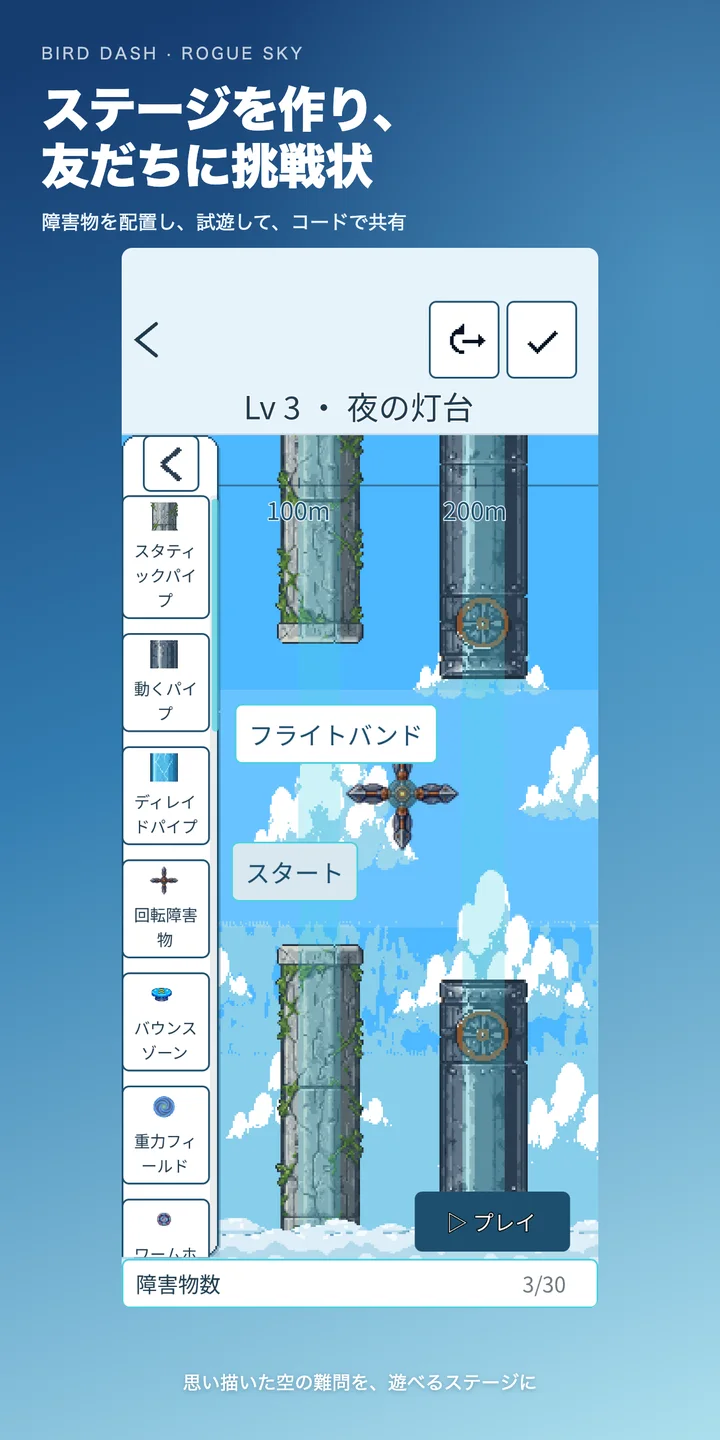 BIRD DASH · ROGUE SKY
ステージを作り、
友だちに挑戦状
障害物を配置し、試遊して、コードで共有
Lv 3 ・ 夜の灯台
100m
200m
スタティ
ックパイ
プ
動くパイ
プ
ディレイ
ドパイプ
回転障害
物
バウンス
ゾーン
重力フィ
ールド
ワームホ
フライトバンド
スタート
▷ プレイ
障害物数
3/30
思い描いた空の難問を、遊べるステージに